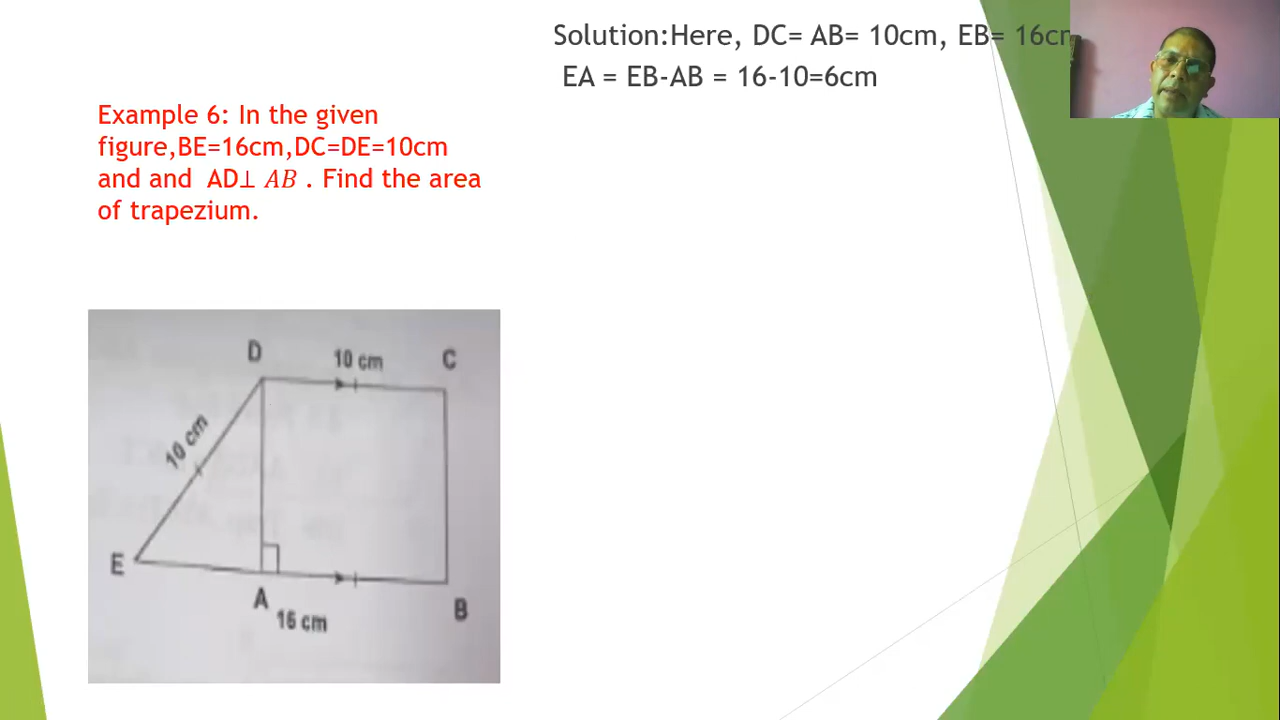 Solution:Here, DC= AB= 10cm, EB= 16cm
EA = EB-AB = 16-10=6cm
Example 6: In the given
figure,BE=16cm,DC=DE=10cm
and and AD⊥ AB . Find the area
of trapezium.
D
10 cm
C
10 cm
E
A
16 cm
B